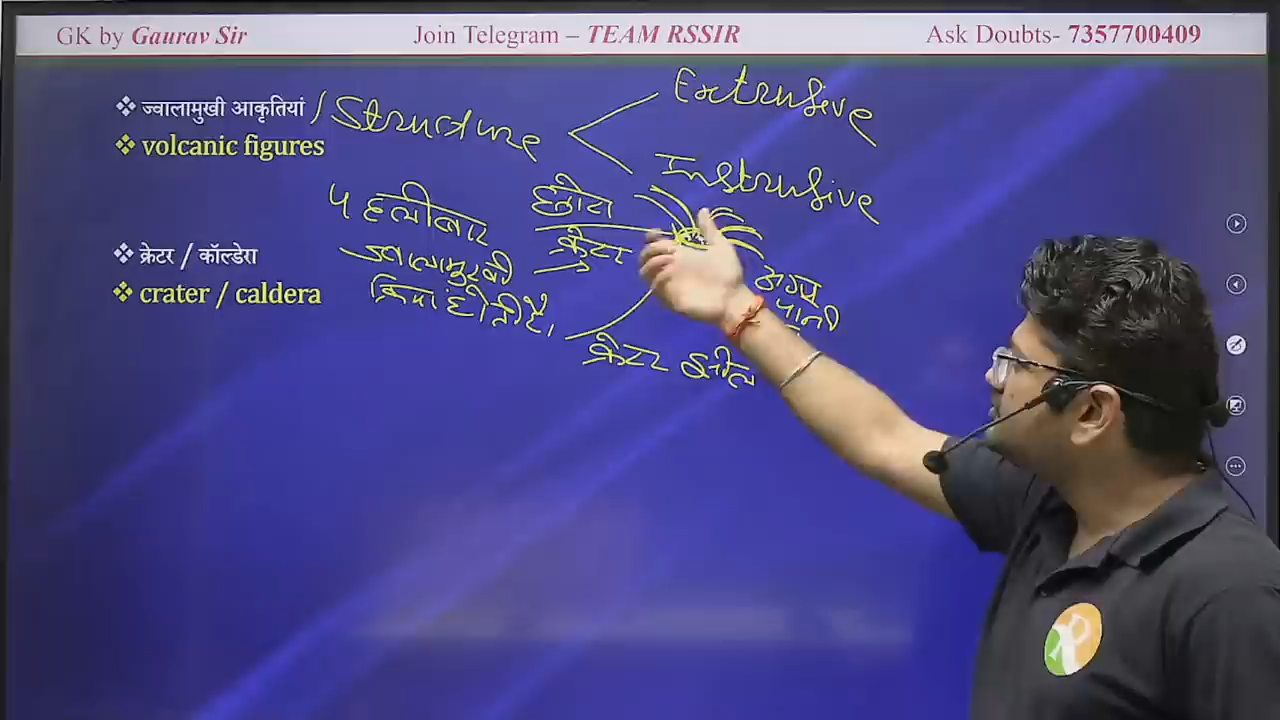 GK by Gaurav Sir
Join Telegram – TEAM RSSIR
Ask Doubts- 7357700409
❖ ज्वालामुखी आकृतियां / Structure
Extrusive
Instrusive
❖ volcanic figures
❖ क्रेटर / कॉल्डेरा
❖ crater / caldera
ज्वालामुखी
क्रिया होती है।
छोटा
क्रेटर
पानी
क्रेटर झील